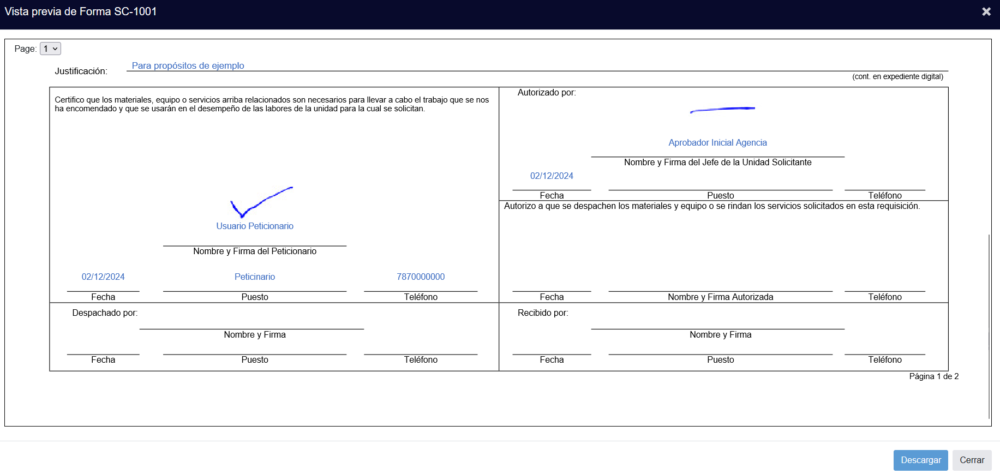 Vista previa de Forma SC-1001
Page: 1
Justificación: Para propósitos de ejemplo
(cont. en expediente digital)
Certifico que los materiales, equipo o servicios arriba relacionados son necesarios para llevar a cabo el trabajo que se nos
ha encomendado y que se usarán en el desempeño de las labores de la unidad para la cual se solicitan.
Usuario Peticionario
Nombre y Firma del Peticionario
02/12/2024 Peticinario 7870000000
Fecha Puesto Teléfono
Autorizado por:
Aprobador Inicial Agencia
Nombre y Firma del Jefe de la Unidad Solicitante
02/12/2024
Fecha Puesto Teléfono
Autorizo a que se despachen los materiales y equipo o se rindan los servicios solicitados en esta requisición.
Fecha Nombre y Firma Autorizada Teléfono
Despachado por:
Nombre y Firma
Fecha Puesto Teléfono
Recibido por:
Nombre y Firma
Fecha Puesto Teléfono
Página 1 de 2
Descargar Cerrar